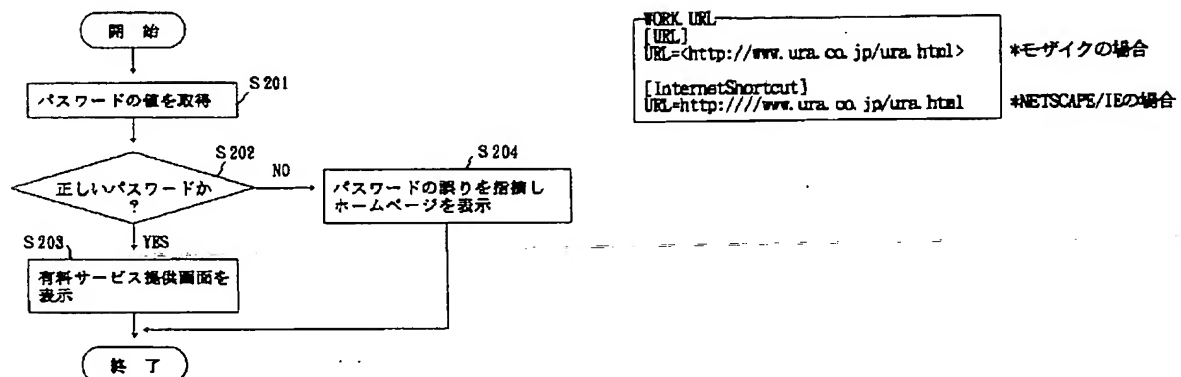 開 始
S201
パスワードの値を取得
S202
正しいパスワードか
?
NO
S204
パスワードの誤りを指摘し
ホームページを表示
YES
S203
有料サービス提供画面を
表示
終 了
WORK. URL
[URL]
URL=<http://www.ura.co.jp/ura.html>
*モザイクの場合
[InternetShortcut]
URL=http:////www.ura.co.jp/ura.html
*NETSCAPE/IEの場合